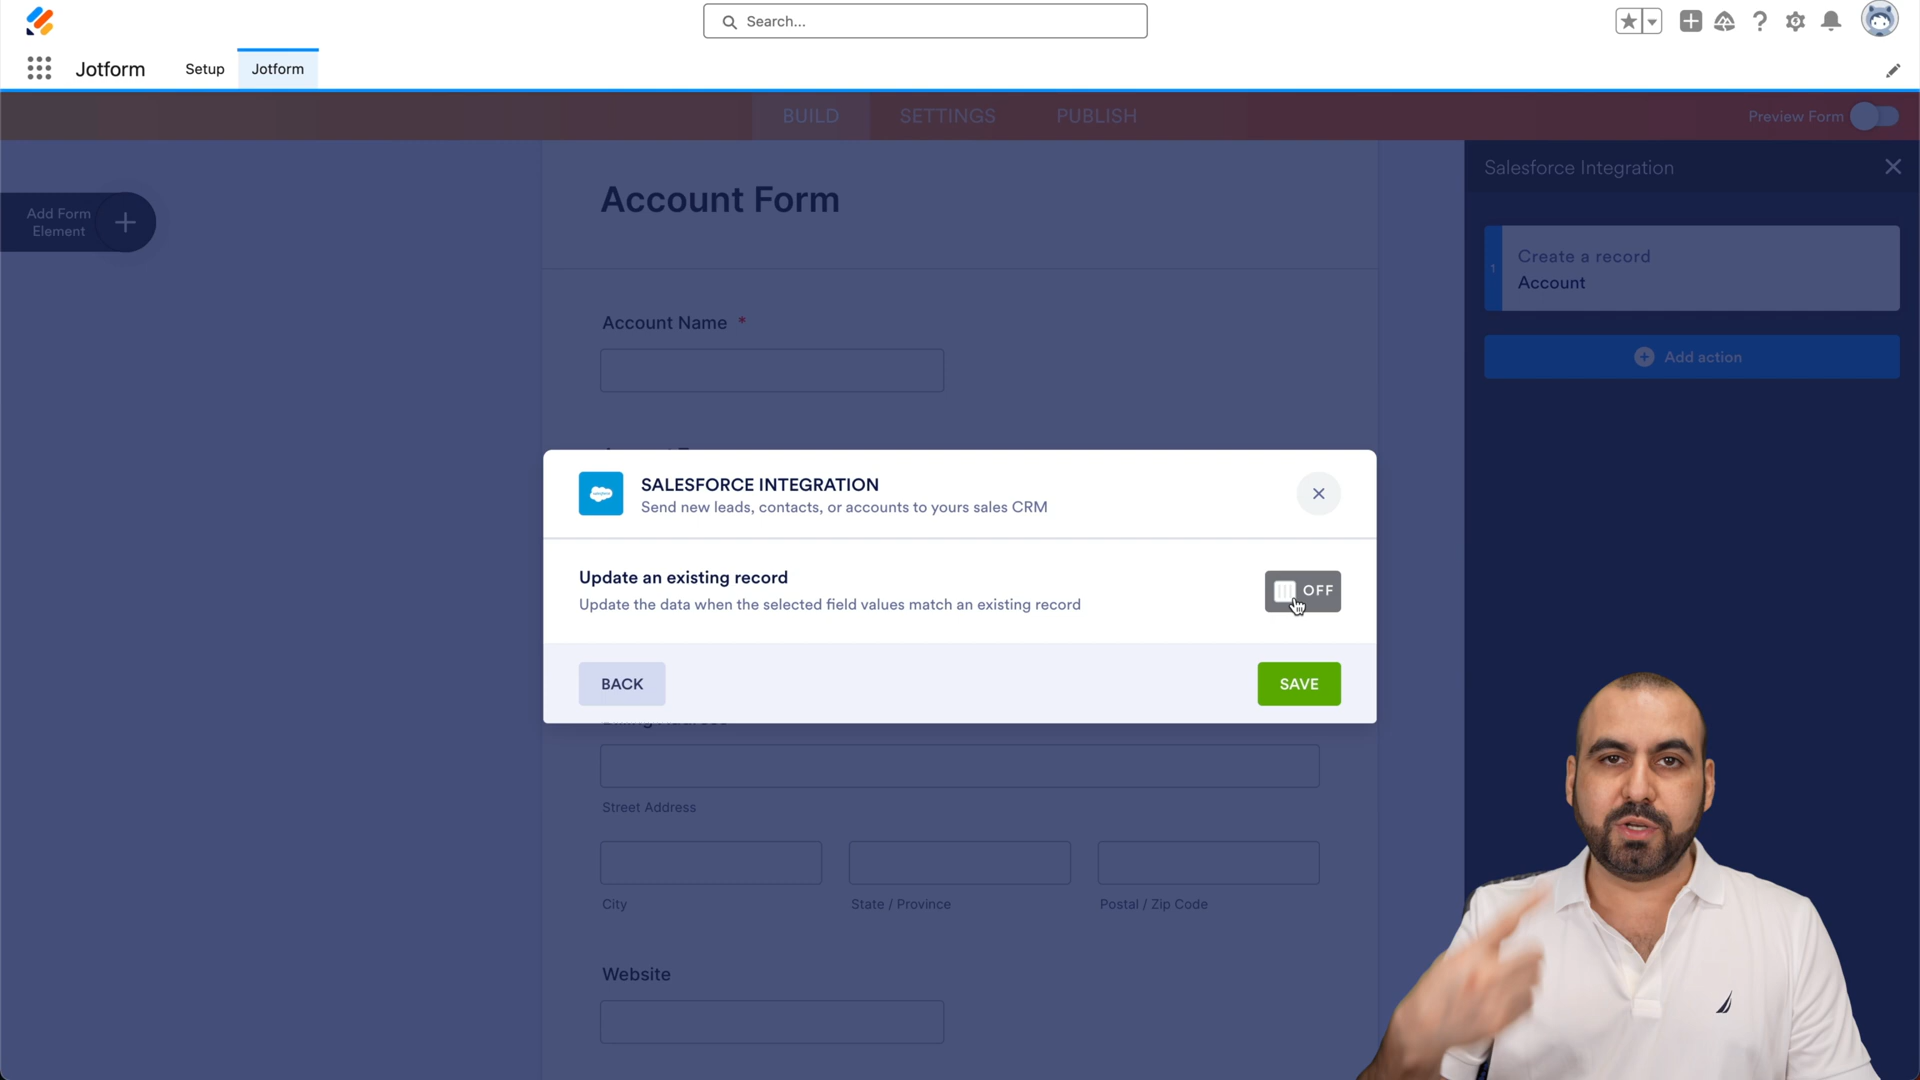 Search...
Jotform
Setup
Jotform
BUILD
SETTINGS
PUBLISH
Preview Form
Add Form
Element
Account Form
Account Name *
Salesforce Integration
1
Create a record
Account
Add action
SALESFORCE INTEGRATION
Send new leads, contacts, or accounts to yours sales CRM
Update an existing record
Update the data when the selected field values match an existing record
OFF
BACK
SAVE
Street Address
City
State / Province
Postal / Zip Code
Website